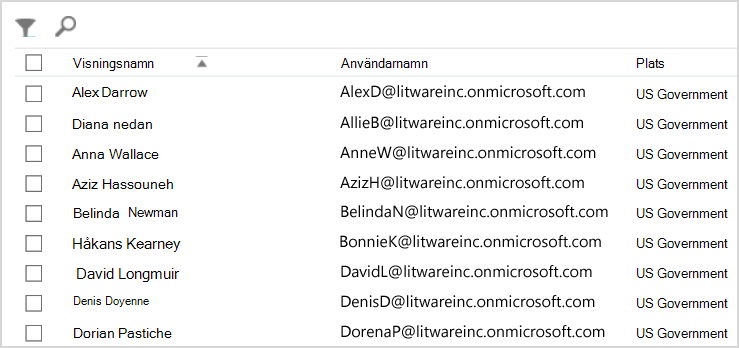 Visningsnamn Användarnamn Plats
Alex Darrow AlexD@litwareinc.onmicrosoft.com US Government
Diana nedan AllieB@litwareinc.onmicrosoft.com US Government
Anna Wallace AnneW@litwareinc.onmicrosoft.com US Government
Aziz Hassouneh AzizH@litwareinc.onmicrosoft.com US Government
Belinda Newman BelindaN@litwareinc.onmicrosoft.com US Government
Håkans Kearney BonnieK@litwareinc.onmicrosoft.com US Government
David Longmuir DavidL@litwareinc.onmicrosoft.com US Government
Denis Doyenne DenisD@litwareinc.onmicrosoft.com US Government
Dorian Pastiche DorenaP@litwareinc.onmicrosoft.com US Government